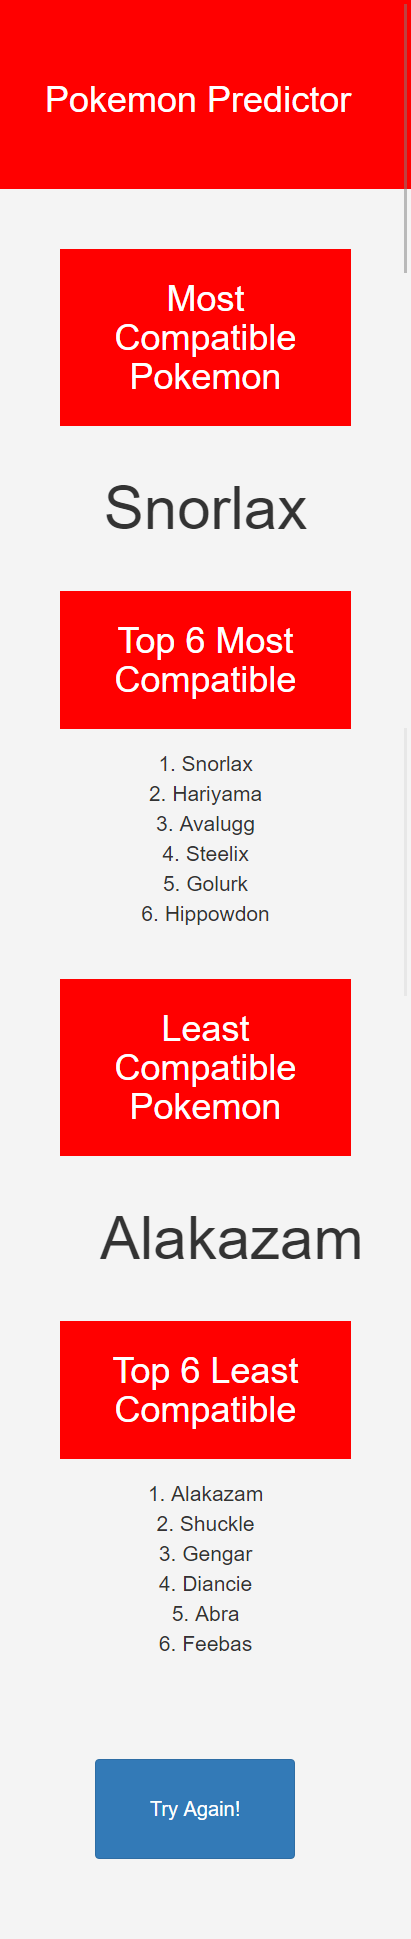 Pokemon Predictor
Most
Compatible
Pokemon
Snorlax
Top 6 Most
Compatible
1. Snorlax
2. Hariyama
3. Avalugg
4. Steelix
5. Golurk
6. Hippowdon
Least
Compatible
Pokemon
Alakazam
Top 6 Least
Compatible
1. Alakazam
2. Shuckle
3. Gengar
4. Diancie
5. Abra
6. Feebas
Try Again!